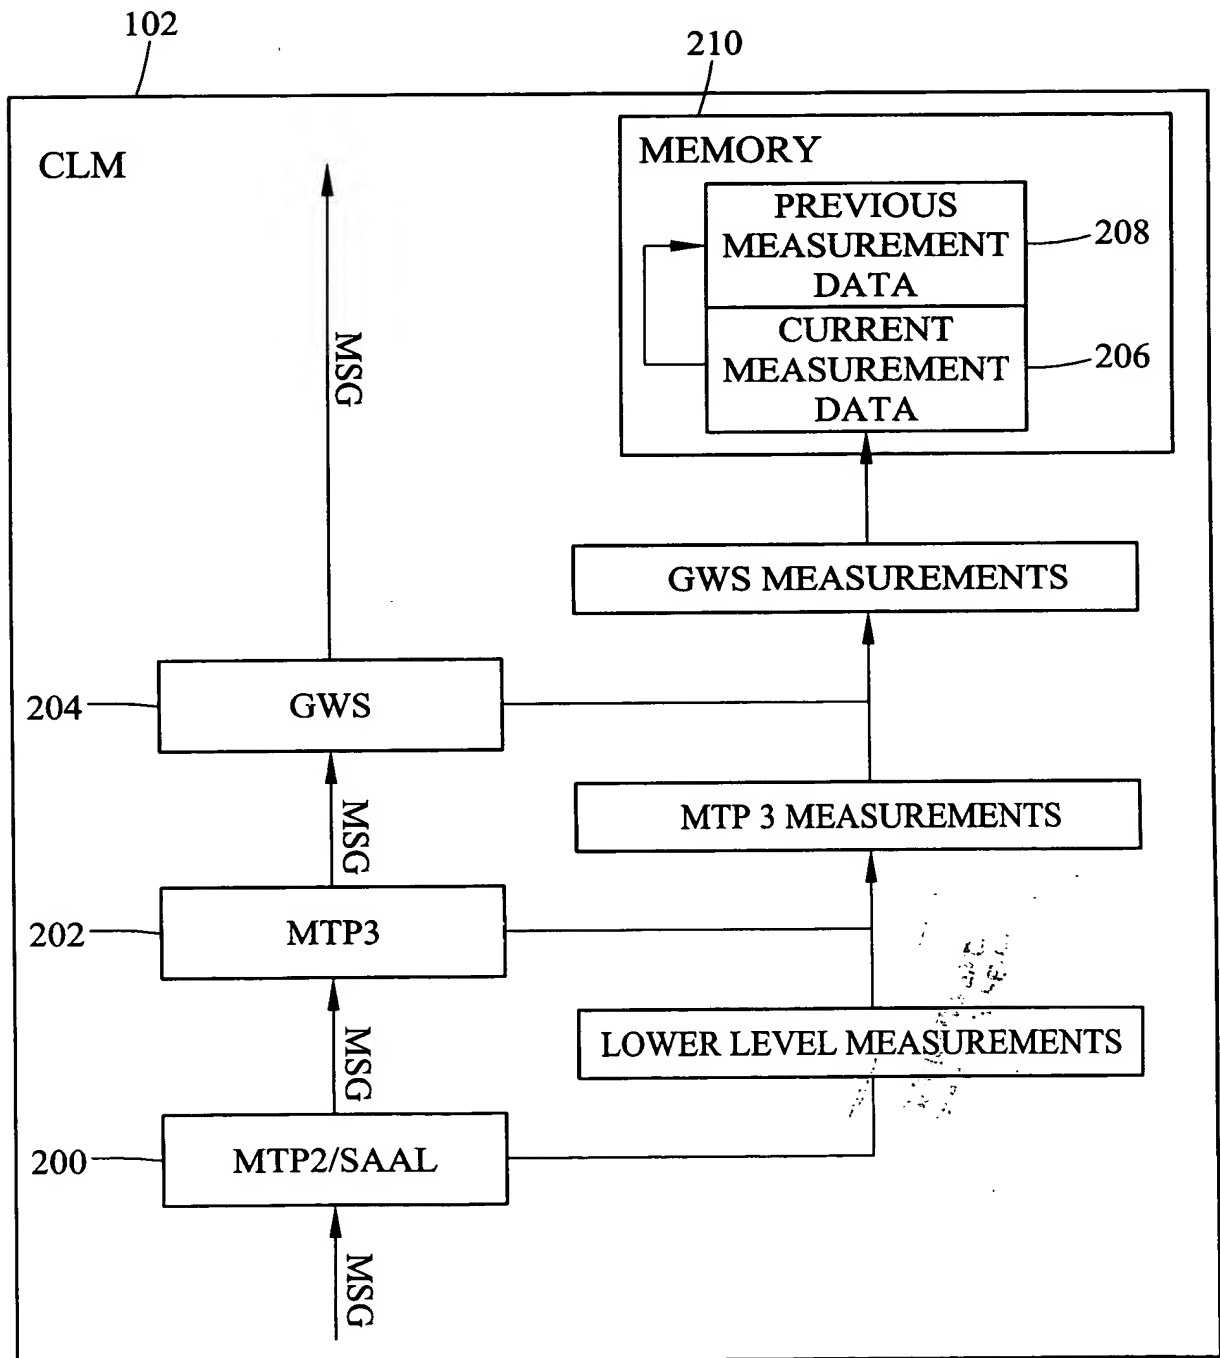 102
210
CLM
MEMORY
PREVIOUS
MEASUREMENT
DATA
208
CURRENT
MEASUREMENT
DATA
206
MSG
GWS MEASUREMENTS
204
GWS
MSG
MTP 3 MEASUREMENTS
202
MTP3
MSG
LOWER LEVEL MEASUREMENTS
200
MTP2/SAAL
MSG